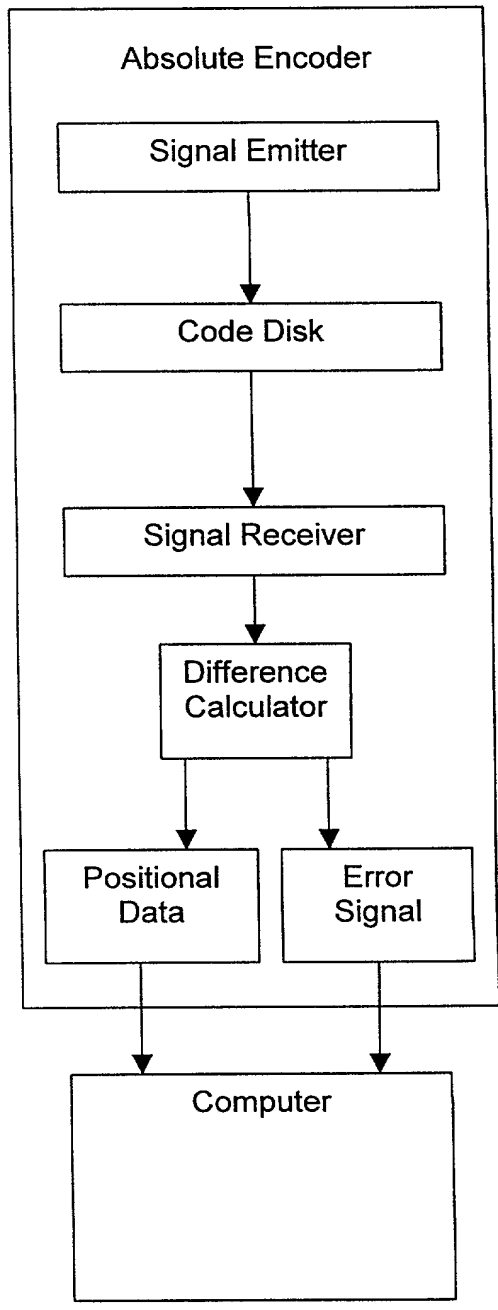 Absolute Encoder
Signal Emitter
Code Disk
Signal Receiver
Difference
Calculator
Positional
Data
Error
Signal
Computer